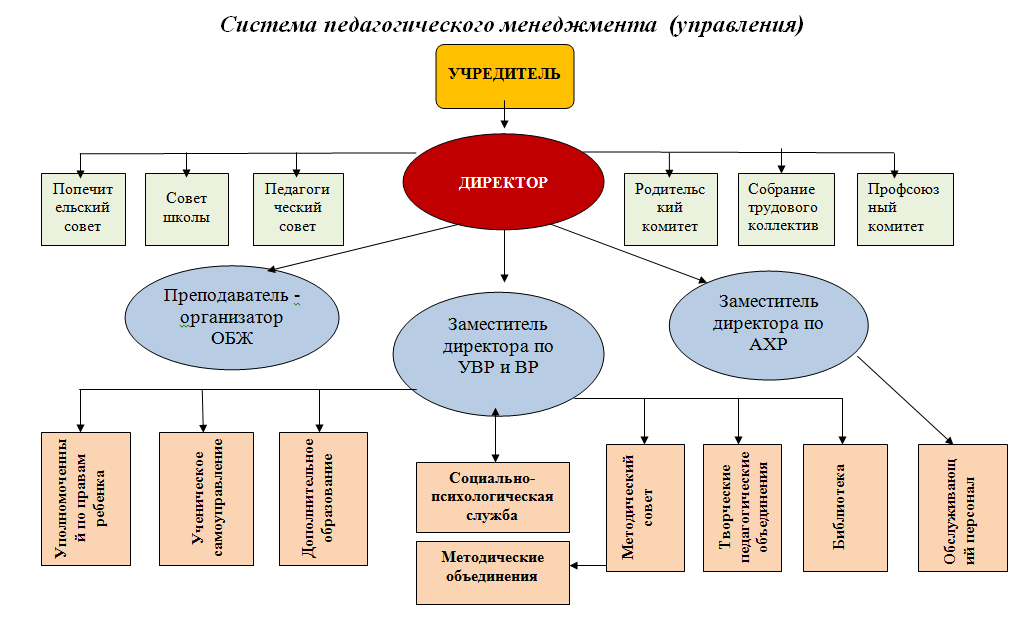 Система педагогического менеджмента (управления)
УЧРЕДИТЕЛЬ
ДИРЕКТОР
Попечит
ельский
совет
Совет
школы
Педагоги
ческий
совет
Родительс
кий
комитет
Собрание
трудового
коллектив
Профсоюз
ный
комитет
Преподаватель -
организатор
ОБЖ
Заместитель
директора по
УВР и ВР
Заместитель
директора по
АХР
Уполномоченны
й по правам
ребенка
Ученическое
самоуправление
Дополнительное
образование
Социально-
психологическая
служба
Методические
объединения
Методический
совет
Творческие
педагогические
объединения
Библиотека
Обслуживающ
ий персонал